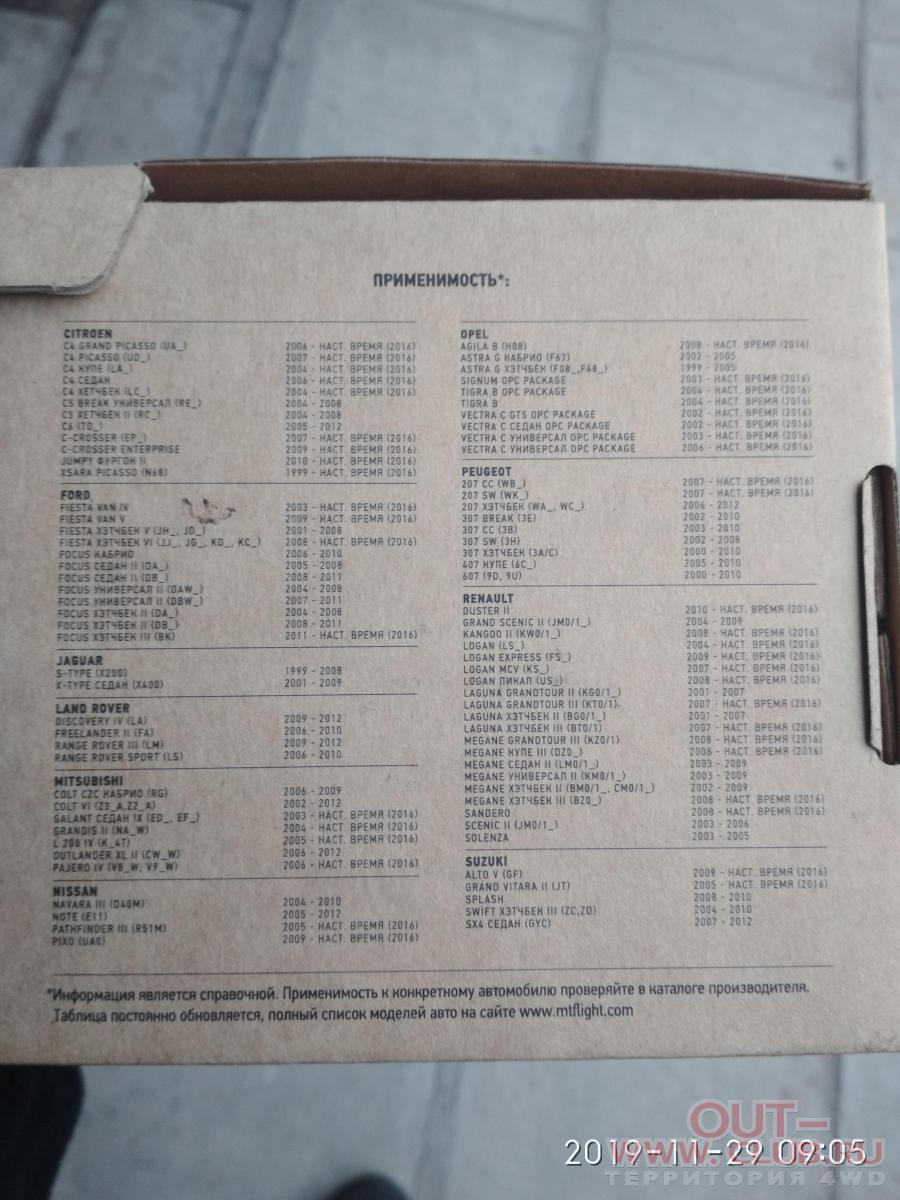 ПРИМЕНИМОСТЬ*:
CITROEN
C4 GRAND PICASSO (UA_) 2006 - НАСТ. ВРЕМЯ (2016)
C4 PICASSO (UD_) 2007 - НАСТ. ВРЕМЯ (2016)
C4 КУПЕ (LA_) 2004 - НАСТ. ВРЕМЯ (2016)
C4 СЕДАН 2006 - НАСТ. ВРЕМЯ (2016)
C4 ХЕТЧБЕК (LC_) 2004 - НАСТ. ВРЕМЯ (2016)
C5 BREAK УНИВЕРСАЛ (RE_) 2004 - 2008
C5 ХЕТЧБЕК II (RC_) 2004 - 2008
C6 (TD_) 2005 - 2012
C-CROSSER (EP_) 2007 - НАСТ. ВРЕМЯ (2016)
C-CROSSER ENTERPRISE 2009 - НАСТ. ВРЕМЯ (2016)
JUMPY ФУРГОН II 2010 - НАСТ. ВРЕМЯ (2016)
XSARA PICASSO (N68) 1999 - НАСТ. ВРЕМЯ (2016)
FORD
FIESTA VAN IV 2003 - НАСТ. ВРЕМЯ (2016)
FIESTA VAN V 2009 - НАСТ. ВРЕМЯ (2016)
FIESTA ХЭТЧБЕК V (JH_, JD_) 2001 - 2008
FIESTA ХЭТЧБЕК VI (JJ_, JG_, KD_, KC_) 2008 - НАСТ. ВРЕМЯ (2016)
FOCUS КАБРИО 2006 - 2010
FOCUS СЕДАН II (DA_) 2005 - 2008
FOCUS СЕДАН II (DB_) 2008 - 2011
FOCUS УНИВЕРСАЛ II (DAW_) 2004 - 2008
FOCUS УНИВЕРСАЛ II (DBW_) 2007 - 2011
FOCUS ХЭТЧБЕК II (DA_) 2004 - 2008
FOCUS ХЭТЧБЕК II (DB_) 2008 - 2011
FOCUS ХЭТЧБЕК III (BK) 2011 - НАСТ. ВРЕМЯ (2016)
JAGUAR
S-TYPE (X200) 1999 - 2008
X-TYPE СЕДАН (X400) 2001 - 2009
LAND ROVER
DISCOVERY IV (LA) 2009 - 2012
FREELANDER II (FA) 2006 - 2010
RANGE ROVER III (LM) 2009 - 2012
RANGE ROVER SPORT (LS) 2006 - 2010
MITSUBISHI
COLT CZC КАБРИО (RG) 2006 - 2009
COLT VI (Z3_A,Z2_A) 2002 - 2012
GALANT СЕДАН IX (ED_, EF_) 2003 - НАСТ. ВРЕМЯ (2016)
GRANDIS II (NA_W) 2004 - НАСТ. ВРЕМЯ (2016)
L 200 IV (K_4T) 2005 - НАСТ. ВРЕМЯ (2016)
OUTLANDER XL II (CW_W) 2006 - 2012
PAJERO IV (V8_W; V9_W) 2006 - НАСТ. ВРЕМЯ (2016)
NISSAN
NAVARA III (D40M) 2004 - 2010
NOTE (E11) 2005 - 2012
PATHFINDER III (R51M) 2005 - НАСТ. ВРЕМЯ (2016)
PIXO (UA0) 2009 - НАСТ. ВРЕМЯ (2016)
OPEL
AGILA B (H08) 2008 - НАСТ. ВРЕМЯ (2016)
ASTRA G КАБРИО (F67) 2002 - 2005
ASTRA G ХЭТЧБЕК (F08_,F48_) 1999 - 2005
SIGNUM OPC PACKAGE 2003 - НАСТ. ВРЕМЯ (2016)
TIGRA B OPC PACKAGE 2004 - НАСТ. ВРЕМЯ (2016)
TIGRA B 2004 - НАСТ. ВРЕМЯ (2016)
VECTRA C GTS OPC PACKAGE 2002 - НАСТ. ВРЕМЯ (2016)
VECTRA C СЕДАН OPC PACKAGE 2002 - НАСТ. ВРЕМЯ (2016)
VECTRA C УНИВЕРСАЛ OPC PACKAGE 2003 - НАСТ. ВРЕМЯ (2016)
VECTRA C УНИВЕРСАЛ OPC PACKAGE 2006 - НАСТ. ВРЕМЯ (2016)
PEUGEOT
207 CC (WB_) 2007 - НАСТ. ВРЕМЯ (2016)
207 SW (WK_) 2007 - НАСТ. ВРЕМЯ (2016)
207 ХЭТЧБЕК (WA_, WC_) 2006 - 2012
307 BREAK (3E) 2002 - 2010
307 CC (3B) 2003 - 2010
307 SW (3H) 2002 - 2008
307 ХЭТЧБЕК (3A/C) 2000 - 2010
407 КУПЕ (6C_) 2005 - 2010
607 (9D, 9U) 2000 - 2010
RENAULT
DUSTER II 2010 - НАСТ. ВРЕМЯ (2016)
GRAND SCENIC II (JM0/1_) 2004 - 2009
KANGOO II (KW0/1_) 2008 - НАСТ. ВРЕМЯ (2016)
LOGAN (LS_) 2004 - НАСТ. ВРЕМЯ (2016)
LOGAN EXPRESS (FS_) 2009 - НАСТ. ВРЕМЯ (2016)
LOGAN MCV (KS_) 2007 - НАСТ. ВРЕМЯ (2016)
LOGAN ПИКАП (US_) 2008 - НАСТ. ВРЕМЯ (2016)
LAGUNA GRANDTOUR II (KG0/1_) 2001 - 2007
LAGUNA GRANDTOUR III (KT0/1) 2007 - НАСТ. ВРЕМЯ (2016)
LAGUNA ХЭТЧБЕК II (BG0/1_) 2001 - 2007
LAGUNA ХЭТЧБЕК III (BT0/1) 2007 - НАСТ. ВРЕМЯ (2016)
MEGANE GRANDTOUR III (KZ0/1) 2008 - НАСТ. ВРЕМЯ (2016)
MEGANE КУПЕ III (DZ0_) 2008 - НАСТ. ВРЕМЯ (2016)
MEGANE СЕДАН II (LM0/1_) 2003 - 2009
MEGANE УНИВЕРСАЛ II (KM0/1_) 2003 - 2009
MEGANE ХЭТЧБЕК II (BM0/1_, CM0/1_) 2002 - 2009
MEGANE ХЭТЧБЕК III (BZ0_) 2008 - НАСТ. ВРЕМЯ (2016)
SANDERO 2008 - НАСТ. ВРЕМЯ (2016)
SCENIC II (JM0/1_) 2003 - 2006
SOLENZA 2003 - 2005
SUZUKI
ALTO V (GF) 2009 - НАСТ. ВРЕМЯ (2016)
GRAND VITARA II (JT) 2005 - НАСТ. ВРЕМЯ (2016)
SPLASH 2008 - 2010
SWIFT ХЭТЧБЕК III (ZC,ZD) 2004 - 2010
SX4 СЕДАН (GYC) 2007 - 2012
*Информация является справочной. Применимость к конкретному автомобилю проверяйте в каталоге производителя.
Таблица постоянно обновляется, полный список моделей авто на сайте www.mtflight.com
OUT-
WWW.CLUB.RU
ТЕРРИТОРИЯ 4WD
2019-11-29 09:05